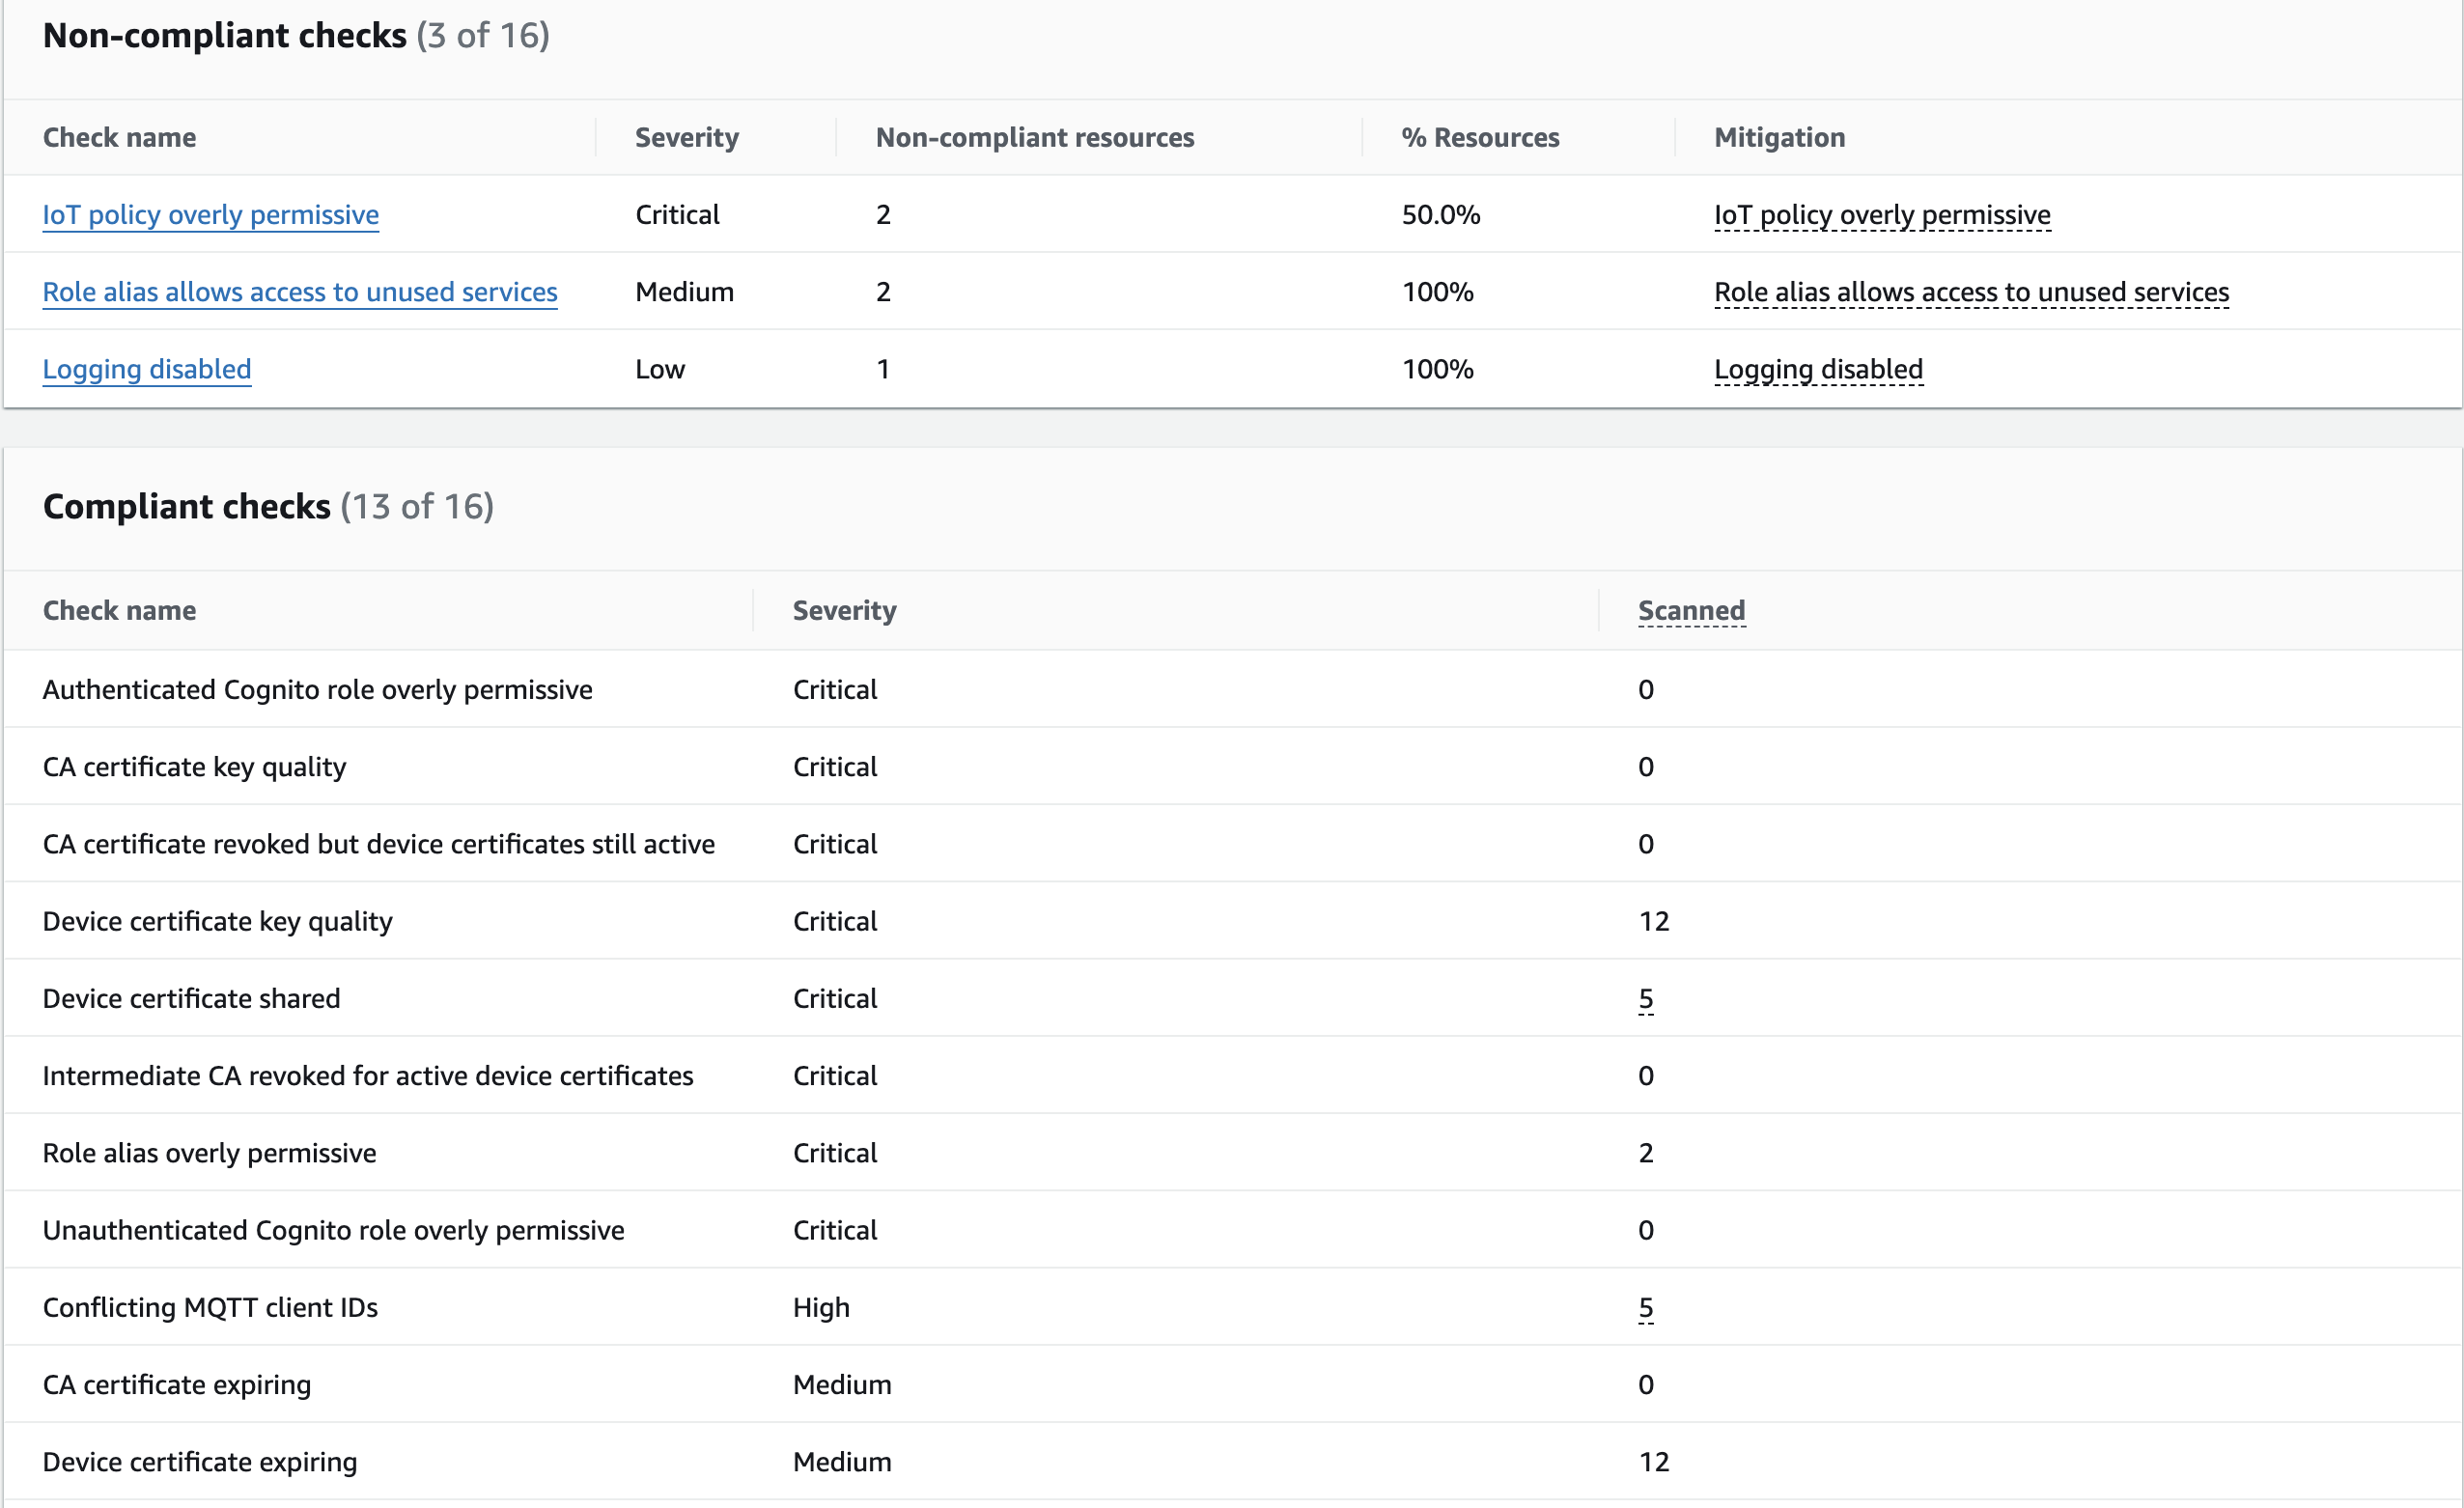 Non-compliant checks (3 of 16)
Check name Severity Non-compliant resources % Resources Mitigation
IoT policy overly permissive Critical 2 50.0% IoT policy overly permissive
Role alias allows access to unused services Medium 2 100% Role alias allows access to unused services
Logging disabled Low 1 100% Logging disabled
Compliant checks (13 of 16)
Check name Severity Scanned
Authenticated Cognito role overly permissive Critical 0
CA certificate key quality Critical 0
CA certificate revoked but device certificates still active Critical 0
Device certificate key quality Critical 12
Device certificate shared Critical 5
Intermediate CA revoked for active device certificates Critical 0
Role alias overly permissive Critical 2
Unauthenticated Cognito role overly permissive Critical 0
Conflicting MQTT client IDs High 5
CA certificate expiring Medium 0
Device certificate expiring Medium 12